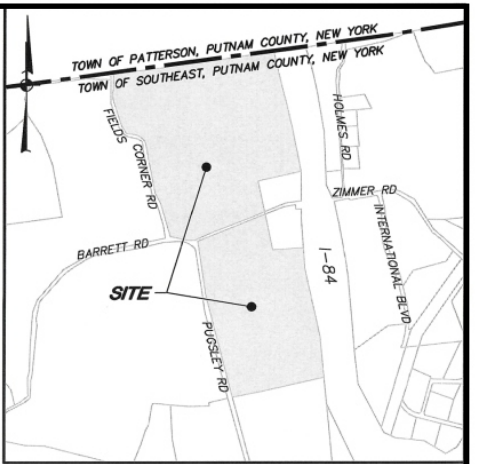 TOWN OF PATTERSON, PUTNAM COUNTY, NEW YORK
TOWN OF SOUTHEAST, PUTNAM COUNTY, NEW YORK
FIELDS
CORNER RD
HOLMES RD
ZIMMER RD
INTERNATIONAL BLVD
BARRETT RD
I-84
SITE
PUGSLEY RD